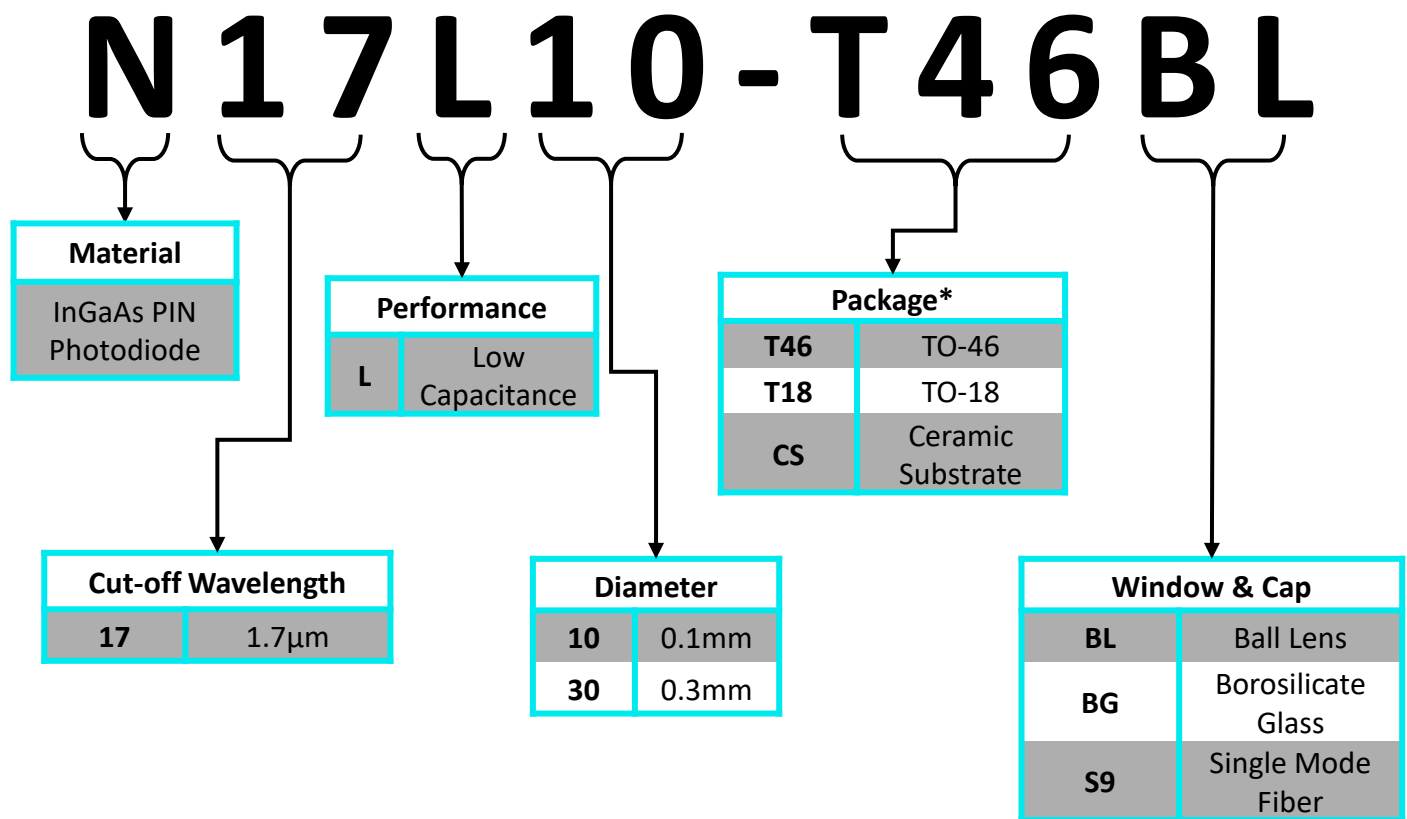 N17L10-T46BL
Material
InGaAs PIN
Photodiode
Performance
L Low
Capacitance
Package*
T46 TO-46
T18 TO-18
CS Ceramic
Substrate
Cut-off Wavelength
17 1.7µm
Diameter
10 0.1mm
30 0.3mm
Window & Cap
BL Ball Lens
BG Borosilicate
Glass
S9 Single Mode
Fiber